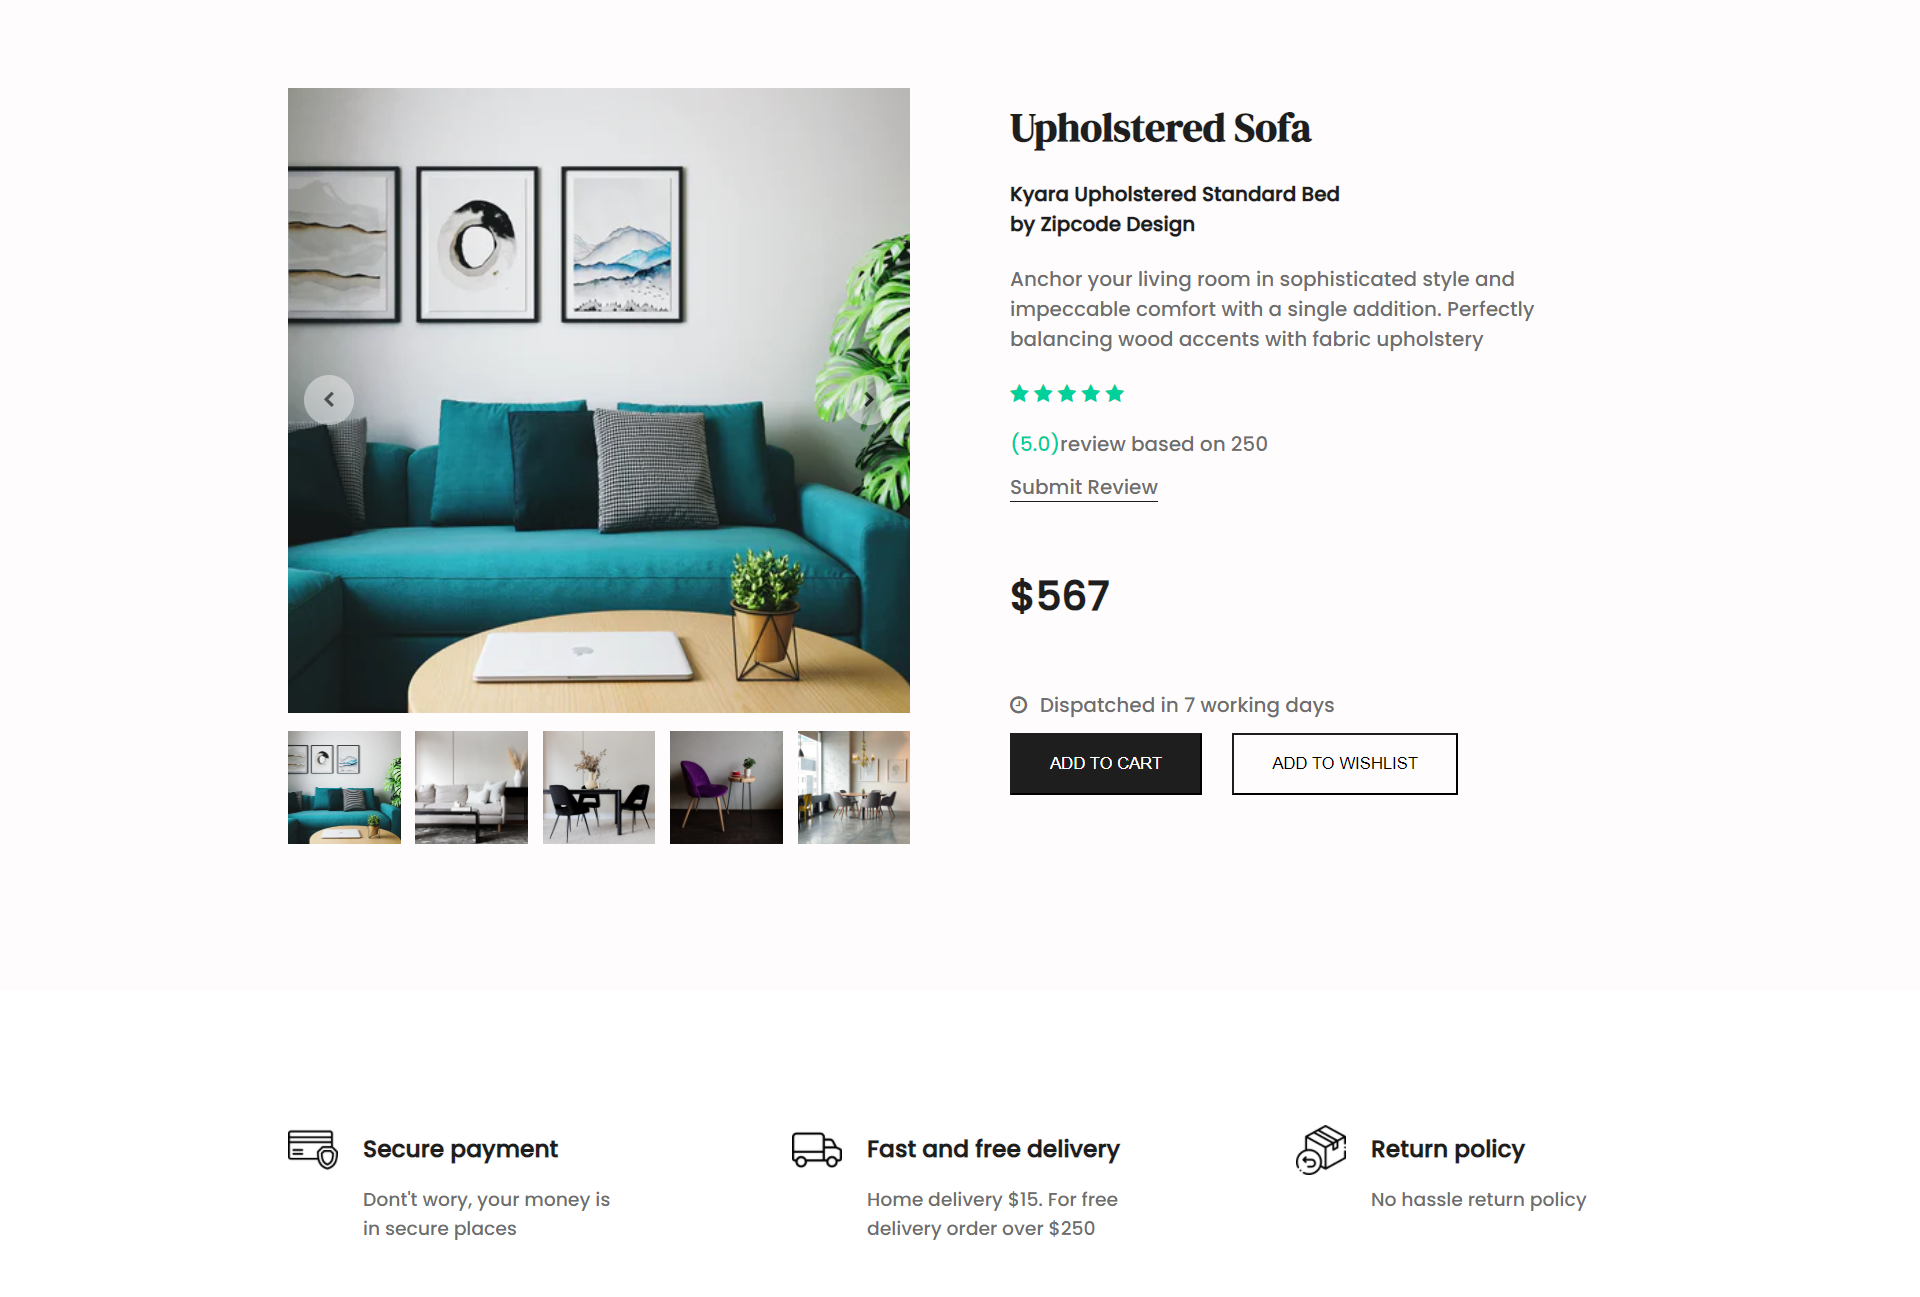 Upholstered Sofa
Kyara Upholstered Standard Bed
by Zipcode Design
Anchor your living room in sophisticated style and
impeccable comfort with a single addition. Perfectly
balancing wood accents with fabric upholstery
(5.0)review based on 250
Submit Review
$567
Dispatched in 7 working days
ADD TO CART
ADD TO WISHLIST
Secure payment
Dont't wory, your money is
in secure places
Fast and free delivery
Home delivery $15. For free
delivery order over $250
Return policy
No hassle return policy